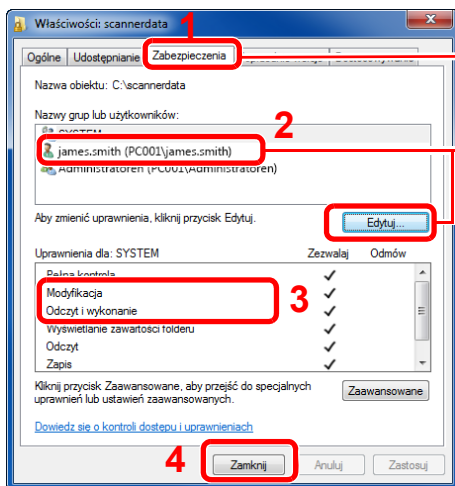 Właściwości: scannerdata
1
Ogólne Udostępnianie Zabezpieczenia
Nazwa obiektu: C:\scannerdata
Nazwy grup lub użytkowników:
2
SYSTEM
james.smith (PC001\james.smith)
Administratoren (PC001\Administratoren)
Aby zmienić uprawnienia, kliknij przycisk Edytuj.
Edytuj...
Uprawnienia dla: SYSTEM Zezwalaj Odmów
Pełna kontrola
Modyfikacja
3
Odczyt i wykonanie
Wyświetlanie zawartości folderu
Odczyt
Zapis
Kliknij przycisk Zaawansowane, aby przejść do specjalnych
uprawnień lub ustawień zaawansowanych.
Zaawansowane
Dowiedz się o kontroli dostępu i uprawnieniach
4
Zamknij Anuluj Zastosuj